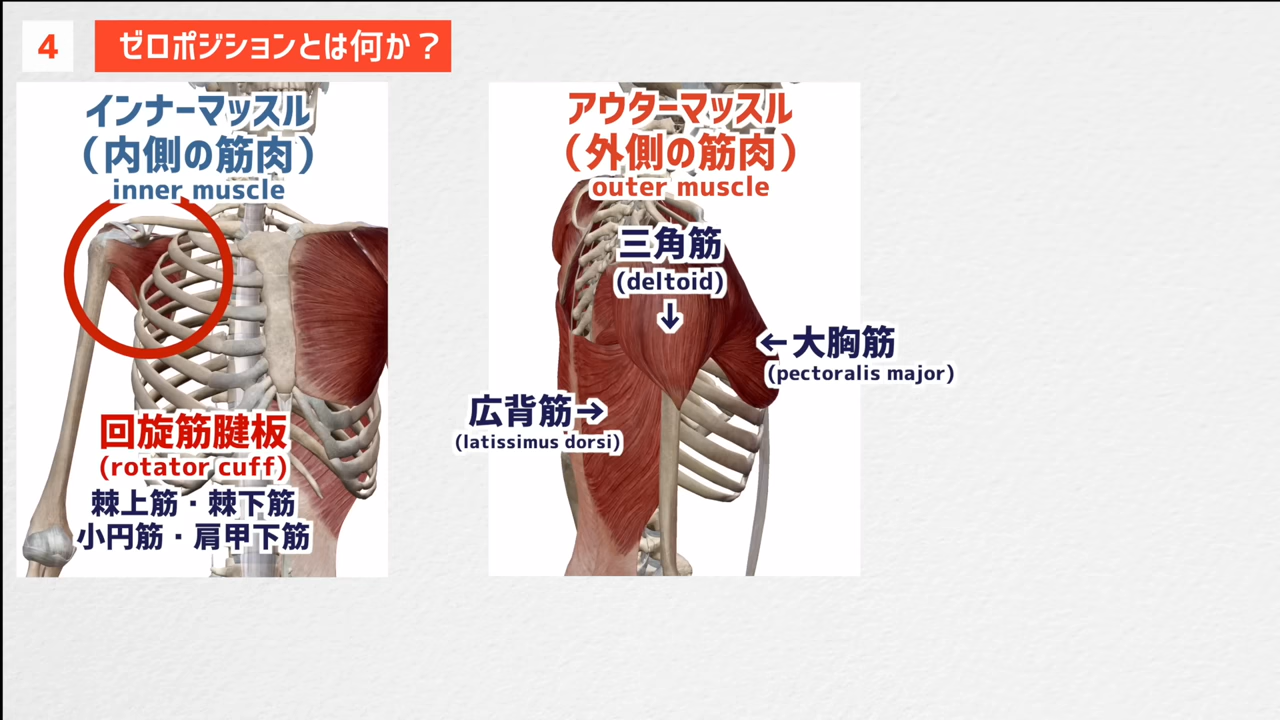 4
ゼロポジションとは何か？
インナーマッスル
（内側の筋肉）
inner muscle
回旋筋腱板
(rotator cuff)
棘上筋・棘下筋
小円筋・肩甲下筋
アウターマッスル
（外側の筋肉）
outer muscle
三角筋
(deltoid)
↓
←大胸筋
(pectoralis major)
広背筋→
(latissimus dorsi)